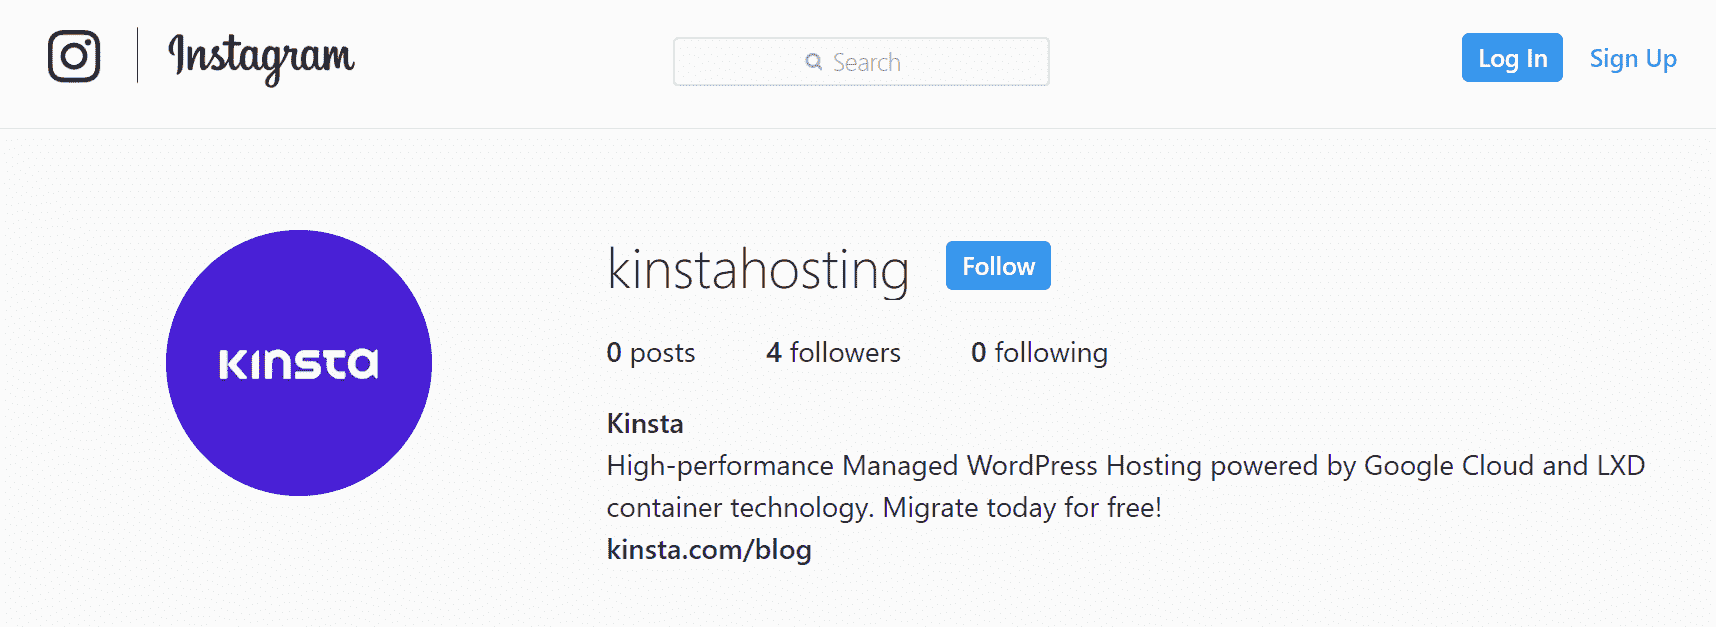 Instagram
Search
Log In
Sign Up
Kinsta
kinstahosting
Follow
0 posts
4 followers
0 following
Kinsta
High-performance Managed WordPress Hosting powered by Google Cloud and LXD
container technology. Migrate today for free!
kinsta.com/blog